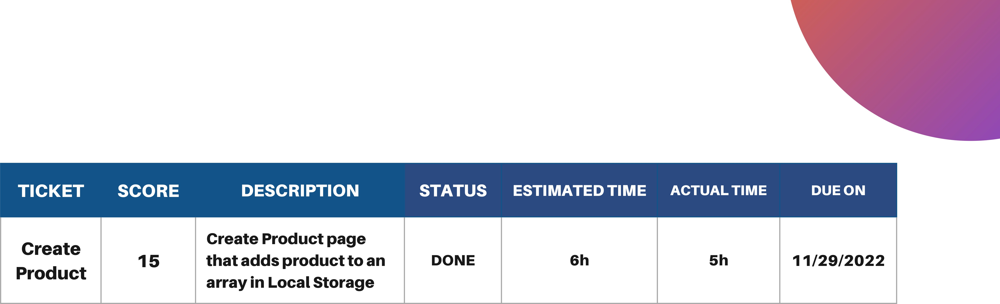 TICKET SCORE DESCRIPTION STATUS ESTIMATED TIME ACTUAL TIME DUE ON
Create
Product
15
Create Product page
that adds product to an
array in Local Storage
DONE
6h
5h
11/29/2022